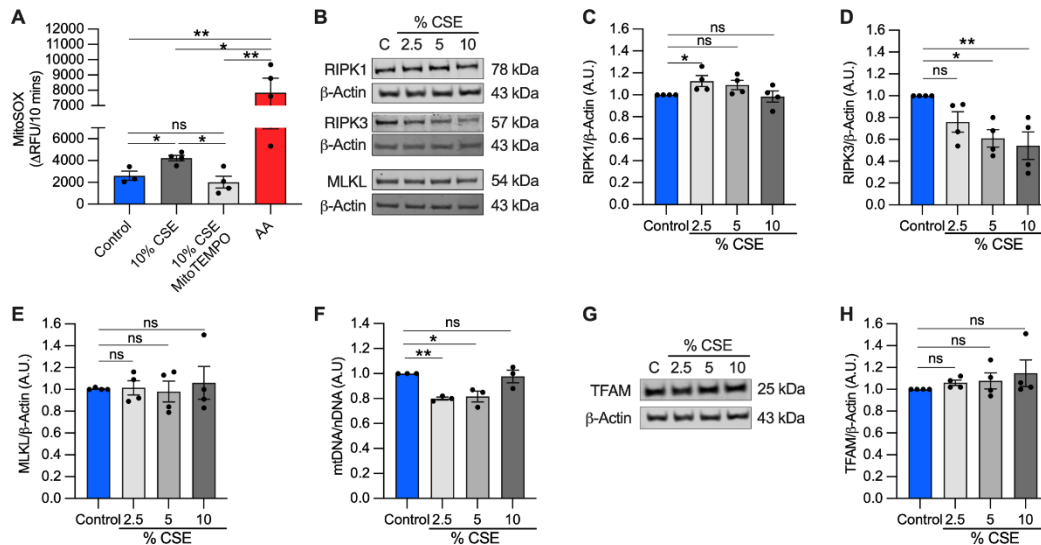 A
MitoSOX
(ΔRFU/10 mins)
12000
11000
10000
9000
8000
7000
6000
4000
2000
0
**
*
**
ns
*
*
Control
10% CSE
10% CSE
MitoTEMPO
AA
B
% CSE
C 2.5 5 10
RIPK1 78 kDa
β-Actin 43 kDa
RIPK3 57 kDa
β-Actin 43 kDa
MLKL 54 kDa
β-Actin 43 kDa
C
RIPK1/β-Actin (A.U.)
1.6
1.4
1.2
1.0
0.8
0.6
0.4
0.2
0.0
ns
ns
*
Control 2.5 5 10
% CSE
D
RIPK3/β-Actin (A.U.)
1.6
1.4
1.2
1.0
0.8
0.6
0.4
0.2
0.0
**
*
ns
Control 2.5 5 10
% CSE
E
MLKL/β-Actin (A.U.)
1.6
1.4
1.2
1.0
0.8
0.6
0.4
0.2
0.0
ns
ns
ns
Control 2.5 5 10
% CSE
F
mtDNA/nDNA (A.U)
1.4
1.2
1.0
0.8
0.6
0.4
0.2
0.0
ns
*
**
Control 2.5 5 10
% CSE
G
% CSE
C 2.5 5 10
TFAM 25 kDa
β-Actin 43 kDa
H
TFAM/β-Actin (A.U.)
1.6
1.4
1.2
1.0
0.8
0.6
0.4
0.2
0.0
ns
ns
ns
Control 2.5 5 10
% CSE